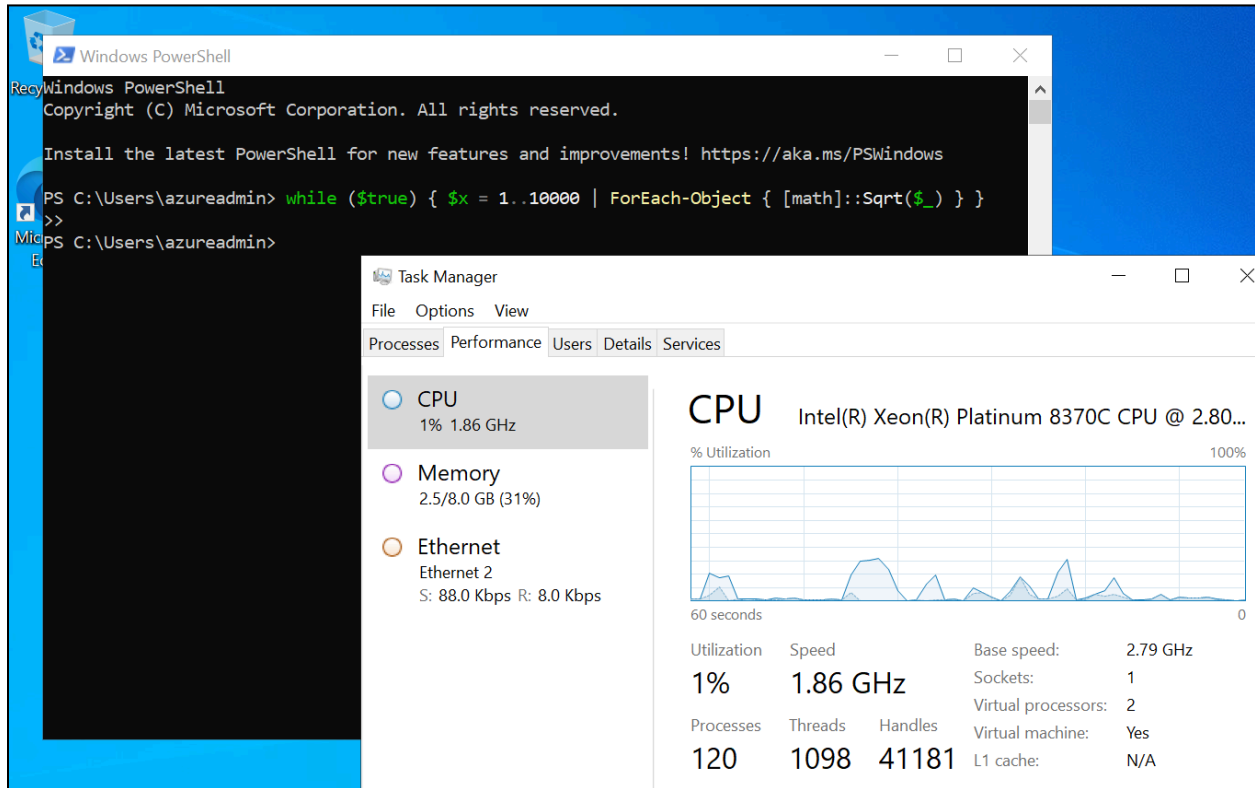 Recy
Mic
E
Windows PowerShell
Windows PowerShell
Copyright (C) Microsoft Corporation. All rights reserved.
Install the latest PowerShell for new features and improvements! https://aka.ms/PSWindows
PS C:\Users\azureadmin> while ($true) { $x = 1..10000 | ForEach-Object { [math]::Sqrt($_) } }
>>
PS C:\Users\azureadmin>
Task Manager
File Options View
Processes Performance Users Details Services
CPU
1% 1.86 GHz
Memory
2.5/8.0 GB (31%)
Ethernet
Ethernet 2
S: 88.0 Kbps R: 8.0 Kbps
CPU Intel(R) Xeon(R) Platinum 8370C CPU @ 2.80...
% Utilization 100%
60 seconds 0
Utilization Speed
1% 1.86 GHz
Processes Threads Handles
120 1098 41181
Base speed: 2.79 GHz
Sockets: 1
Virtual processors: 2
Virtual machine: Yes
L1 cache: N/A